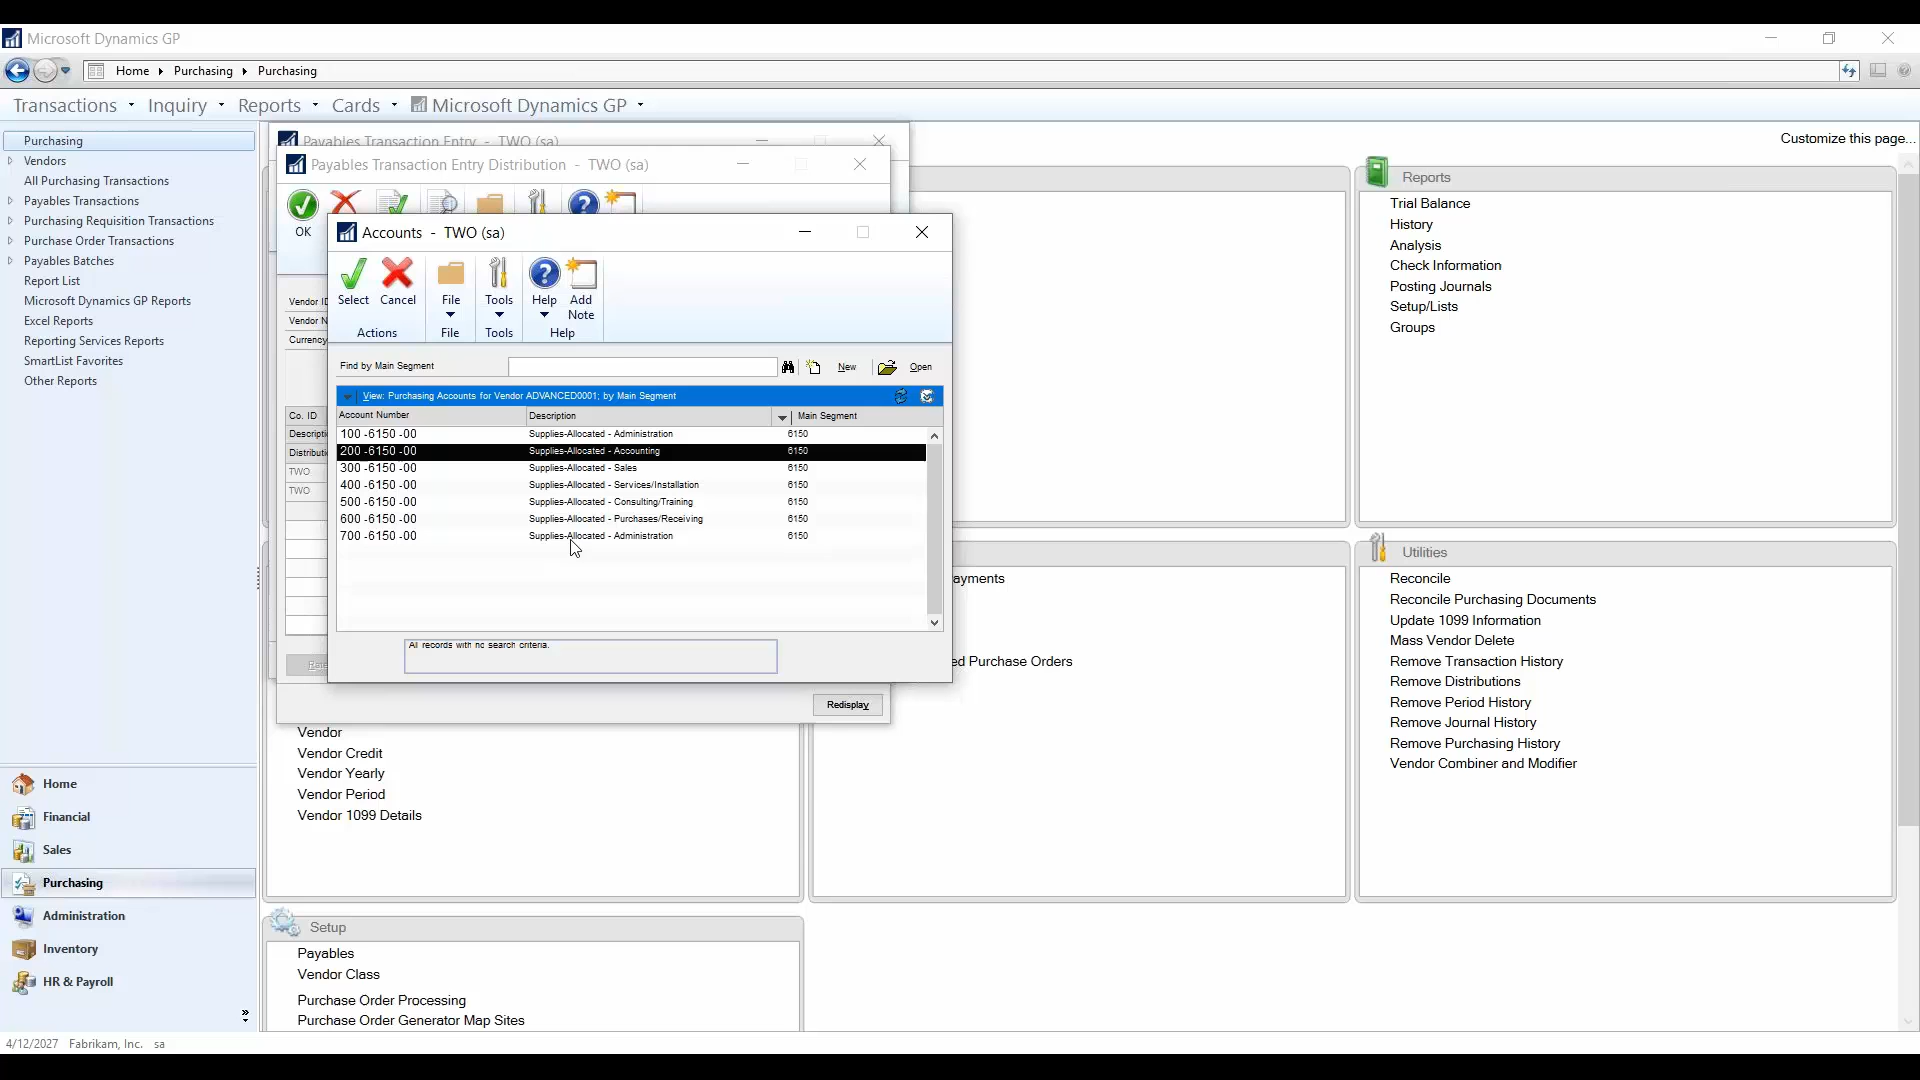 Microsoft Dynamics GP
Home Purchasing Purchasing
Transactions Inquiry Reports Cards Microsoft Dynamics GP
Customize this page...
Purchasing
Vendors
All Purchasing Transactions
Payables Transactions
Purchasing Requisition Transactions
Purchase Order Transactions
Payables Batches
Report List
Microsoft Dynamics GP Reports
Excel Reports
Reporting Services Reports
SmartList Favorites
Other Reports
Home
Financial
Sales
Purchasing
Administration
Inventory
HR & Payroll
Payables Transaction Entry - TWO (sa)
Payables Transaction Entry Distribution - TWO (sa)
OK
Vendor ID
Currency
Co. ID
TWO
TWO
Redisplay
Accounts - TWO (sa)
Select Cancel File Tools Help Add Note
Actions File Tools Help
Find by Main Segment New Open
View: Purchasing Accounts for Vendor ADVANCED0001; by Main Segment
Account Number Description Main Segment
100 -6150 -00 Supplies-Allocated - Administration 6150
200 -6150 -00 Supplies-Allocated - Accounting 6150
300 -6150 -00 Supplies-Allocated - Sales 6150
400 -6150 -00 Supplies-Allocated - Services/Installation 6150
500 -6150 -00 Supplies-Allocated - Consulting/Training 6150
600 -6150 -00 Supplies-Allocated - Purchases/Receiving 6150
700 -6150 -00 Supplies-Allocated - Administration 6150
All records with no search criteria.
Vendor
Vendor Credit
Vendor Yearly
Vendor Period
Vendor 1099 Details
Setup
Payables
Vendor Class
Purchase Order Processing
Purchase Order Generator Map Sites
ayments
ed Purchase Orders
Reports
Trial Balance
History
Analysis
Check Information
Posting Journals
Setup/Lists
Groups
Utilities
Reconcile
Reconcile Purchasing Documents
Update 1099 Information
Mass Vendor Delete
Remove Transaction History
Remove Distributions
Remove Period History
Remove Journal History
Remove Purchasing History
Vendor Combiner and Modifier
4/12/2027 Fabrikam, Inc. sa